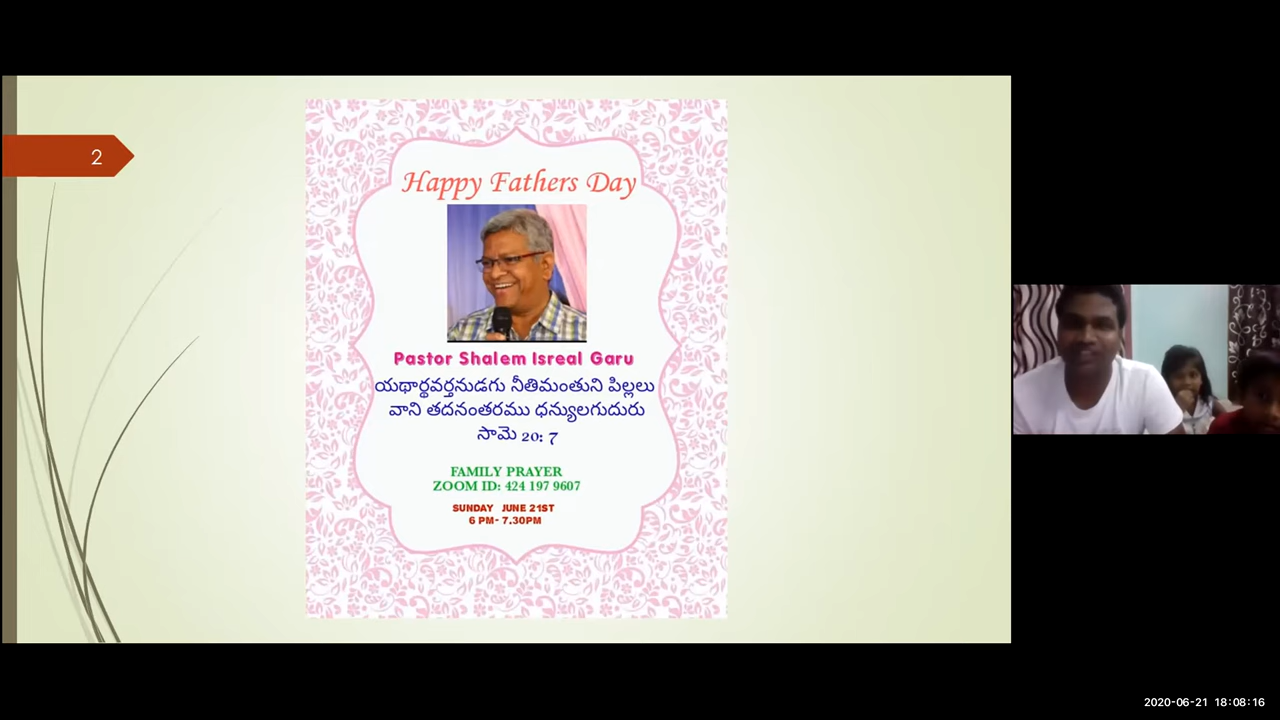 2
Happy Fathers Day
Pastor Shalem Isreal Garu
యథార్థవర్తనుడగు నీతిమంతుని పిల్లలు
వాని తదనంతరము ధన్యులగుదురు
సామె 20: 7
FAMILY PRAYER
ZOOM ID: 424 197 9607
SUNDAY JUNE 21ST
6 PM- 7.30PM
2020-06-21 18:08:16